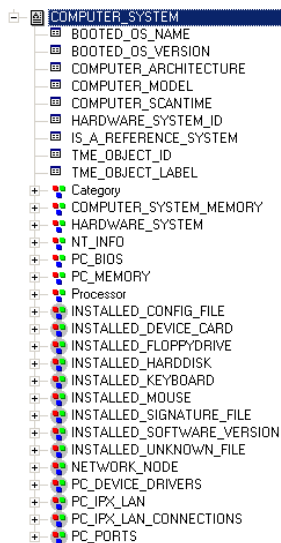 COMPUTER_SYSTEM
BOOTED_OS_NAME
BOOTED_OS_VERSION
COMPUTER_ARCHITECTURE
COMPUTER_MODEL
COMPUTER_SCANTIME
HARDWARE_SYSTEM_ID
IS_A_REFERENCE_SYSTEM
TME_OBJECT_ID
TME_OBJECT_LABEL
Category
COMPUTER_SYSTEM_MEMORY
HARDWARE_SYSTEM
NT_INFO
PC_BIOS
PC_MEMORY
Processor
INSTALLED_CONFIG_FILE
INSTALLED_DEVICE_CARD
INSTALLED_FLOPPYDRIVE
INSTALLED_HARDDISK
INSTALLED_KEYBOARD
INSTALLED_MOUSE
INSTALLED_SIGNATURE_FILE
INSTALLED_SOFTWARE_VERSION
INSTALLED_UNKNOWN_FILE
NETWORK_NODE
PC_DEVICE_DRIVERS
PC_IPX_LAN
PC_IPX_LAN_CONNECTIONS
PC_PORTS